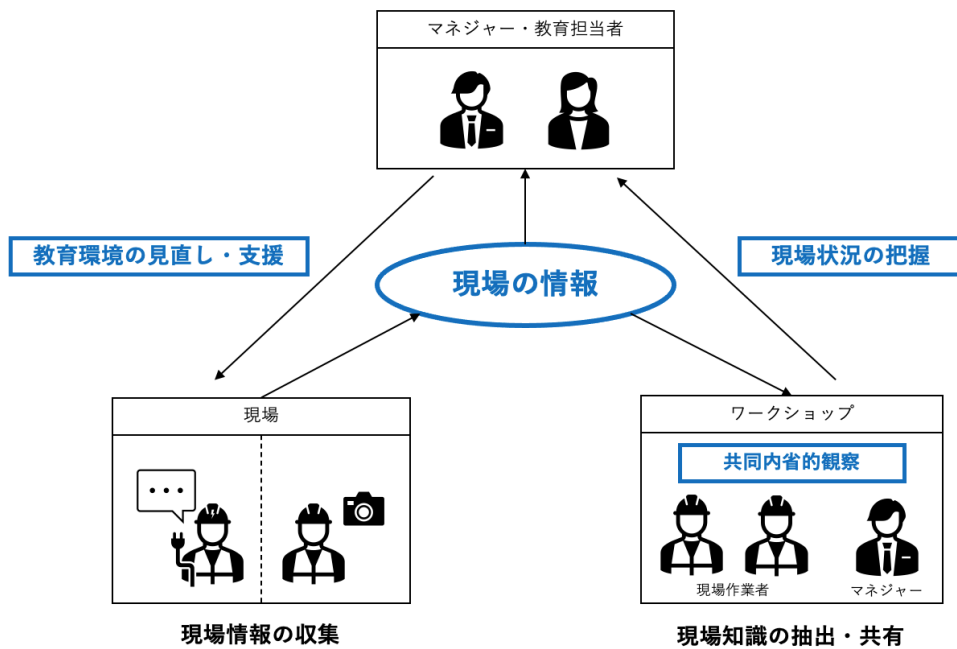 マネジャー・教育担当者
教育環境の見直し・支援
現場の情報
現場状況の把握
現場
ワークショップ
共同内省的観察
現場作業者
マネジャー
現場情報の収集
現場知識の抽出・共有